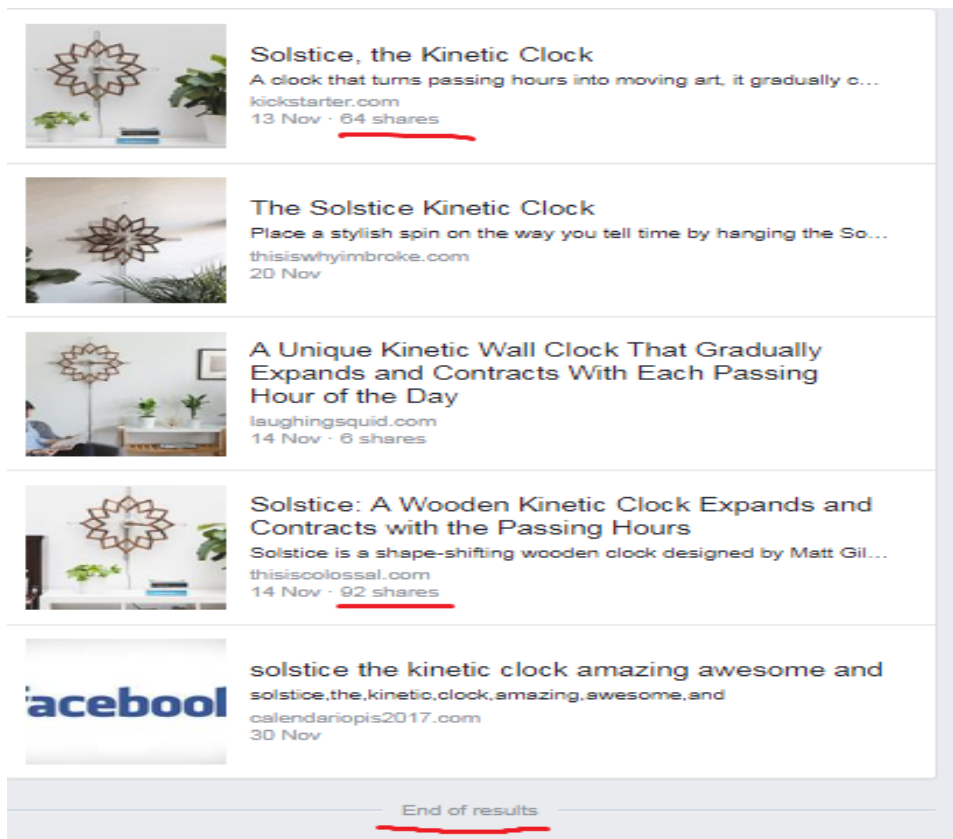 Solstice, the Kinetic Clock
A clock that turns passing hours into moving art, it gradually c...
kickstarter.com
13 Nov · 64 shares
The Solstice Kinetic Clock
Place a stylish spin on the way you tell time by hanging the So...
thisiswhyimbroke.com
20 Nov
A Unique Kinetic Wall Clock That Gradually
Expands and Contracts With Each Passing
Hour of the Day
laughingsquid.com
14 Nov · 6 shares
Solstice: A Wooden Kinetic Clock Expands and
Contracts with the Passing Hours
Solstice is a shape-shifting wooden clock designed by Matt Gil...
thisiscolossal.com
14 Nov · 92 shares
acebool
solstice the kinetic clock amazing awesome and
solstice,the,kinetic,clock,amazing,awesome,and
calendariopis2017.com
30 Nov
End of results